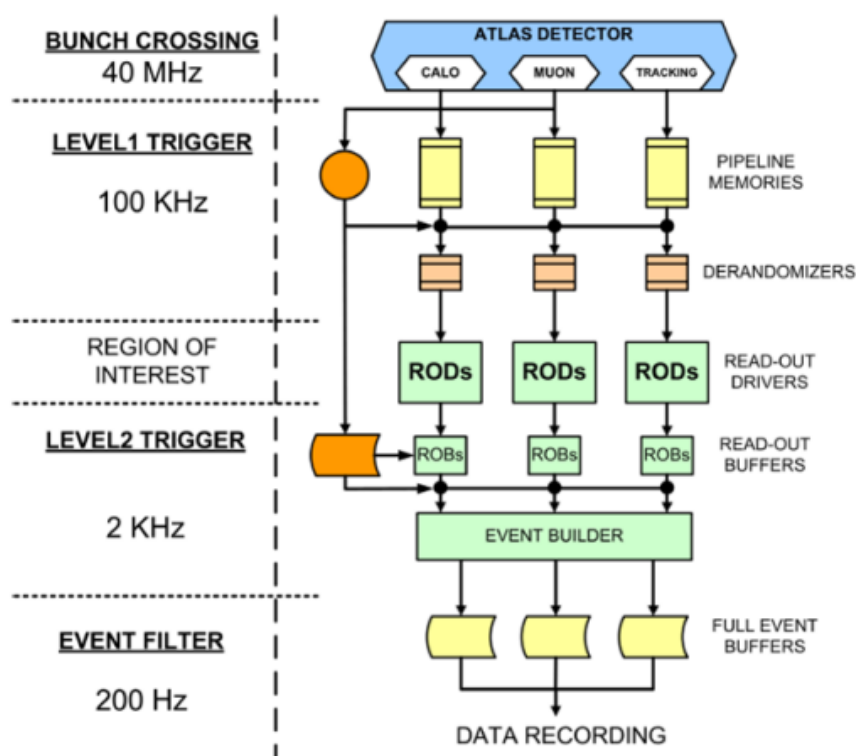 BUNCH CROSSING
40 MHz
LEVEL1 TRIGGER
100 KHz
REGION OF
INTEREST
LEVEL2 TRIGGER
2 KHz
EVENT FILTER
200 Hz
ATLAS DETECTOR
CALO
MUON
TRACKING
PIPELINE
MEMORIES
DERANDOMIZERS
RODs
RODs
RODs
READ-OUT
DRIVERS
ROBs
ROBs
ROBs
READ-OUT
BUFFERS
EVENT BUILDER
FULL EVENT
BUFFERS
DATA RECORDING